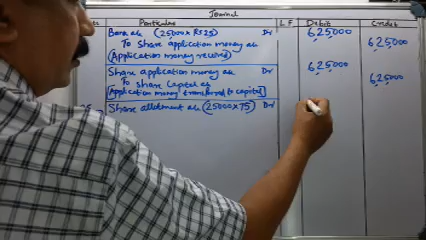 Journal
Particulars L F Debit Credit
Bank a/c (25000 x Rs 25) Dr 625000
To Share application money a/c 625000
(Application money received)
Share application money a/c Dr 625000
To Share Capital a/c 625000
(Application money transferred to capital)
Share allotment a/c (25000 x 75) Dr